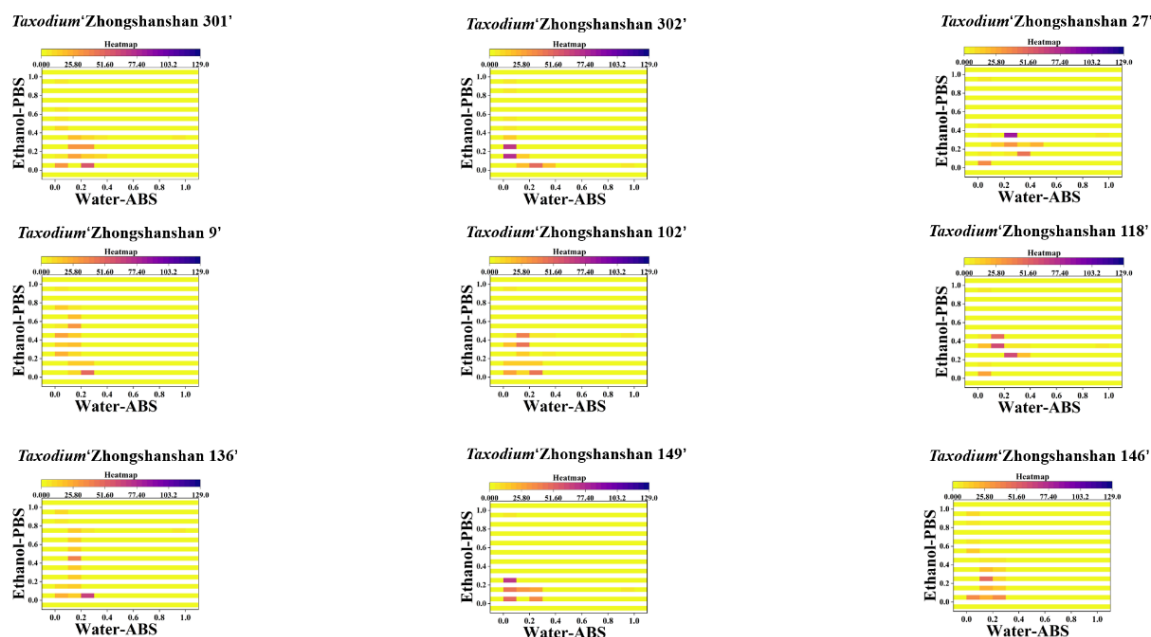 Taxodium‘Zhongshanshan 301’
Heatmap
0.000 25.80 51.60 77.40 103.2 129.0
Ethanol-PBS
1.0
0.8
0.6
0.4
0.2
0.0
0.0 0.2 0.4 0.6 0.8 1.0
Water-ABS
Taxodium‘Zhongshanshan 302’
Heatmap
0.000 25.80 51.60 77.40 103.2 129.0
Ethanol-PBS
1.0
0.8
0.6
0.4
0.2
0.0
0.0 0.2 0.4 0.6 0.8 1.0
Water-ABS
Taxodium‘Zhongshanshan 27’
Heatmap
0.000 25.80 51.60 77.40 103.2 129.0
Ethanol-PBS
1.0
0.8
0.6
0.4
0.2
0.0
0.0 0.2 0.4 0.6 0.8 1.0
Water-ABS
Taxodium‘Zhongshanshan 9’
Heatmap
0.000 25.80 51.60 77.40 103.2 129.0
Ethanol-PBS
1.0
0.8
0.6
0.4
0.2
0.0
0.0 0.2 0.4 0.6 0.8 1.0
Water-ABS
Taxodium‘Zhongshanshan 102’
Heatmap
0.000 25.80 51.60 77.40 103.2 129.0
Ethanol-PBS
1.0
0.8
0.6
0.4
0.2
0.0
0.0 0.2 0.4 0.6 0.8 1.0
Water-ABS
Taxodium‘Zhongshanshan 118’
Heatmap
0.000 25.80 51.60 77.40 103.2 129.0
Ethanol-PBS
1.0
0.8
0.6
0.4
0.2
0.0
0.0 0.2 0.4 0.6 0.8 1.0
Water-ABS
Taxodium‘Zhongshanshan 136’
Heatmap
0.000 25.80 51.60 77.40 103.2 129.0
Ethanol-PBS
1.0
0.8
0.6
0.4
0.2
0.0
0.0 0.2 0.4 0.6 0.8 1.0
Water-ABS
Taxodium‘Zhongshanshan 149’
Heatmap
0.000 25.80 51.60 77.40 103.2 129.0
Ethanol-PBS
1.0
0.8
0.6
0.4
0.2
0.0
0.0 0.2 0.4 0.6 0.8 1.0
Water-ABS
Taxodium‘Zhongshanshan 146’
Heatmap
0.000 25.80 51.60 77.40 103.2 129.0
Ethanol-PBS
1.0
0.8
0.6
0.4
0.2
0.0
0.0 0.2 0.4 0.6 0.8 1.0
Water-ABS